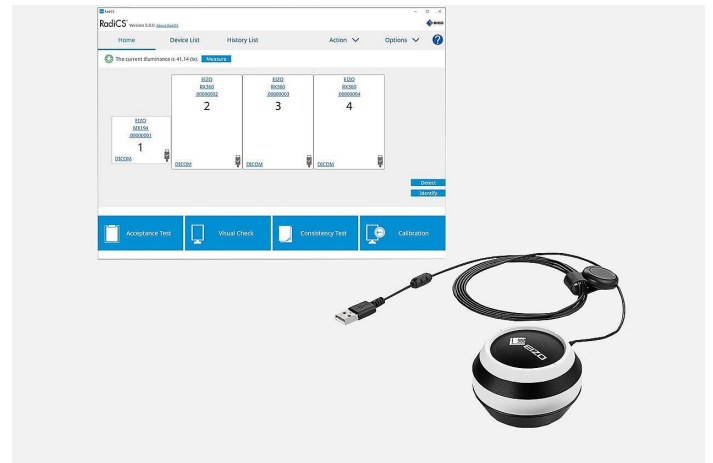 RadiCS
RadiCS® Version 5.0.0 About RadiCS
EIZO
Home Device List History List Action Options ?
The current illuminance is 41.14 (lx). Measure
EIZO
MX194
00000001
1
DICOM
EIZO
RX360
00000002
2
DICOM
EIZO
RX360
00000003
3
DICOM
EIZO
RX360
00000004
4
DICOM
Detect
Identify
Acceptance Test Visual Check Consistency Test Calibration
EIZO